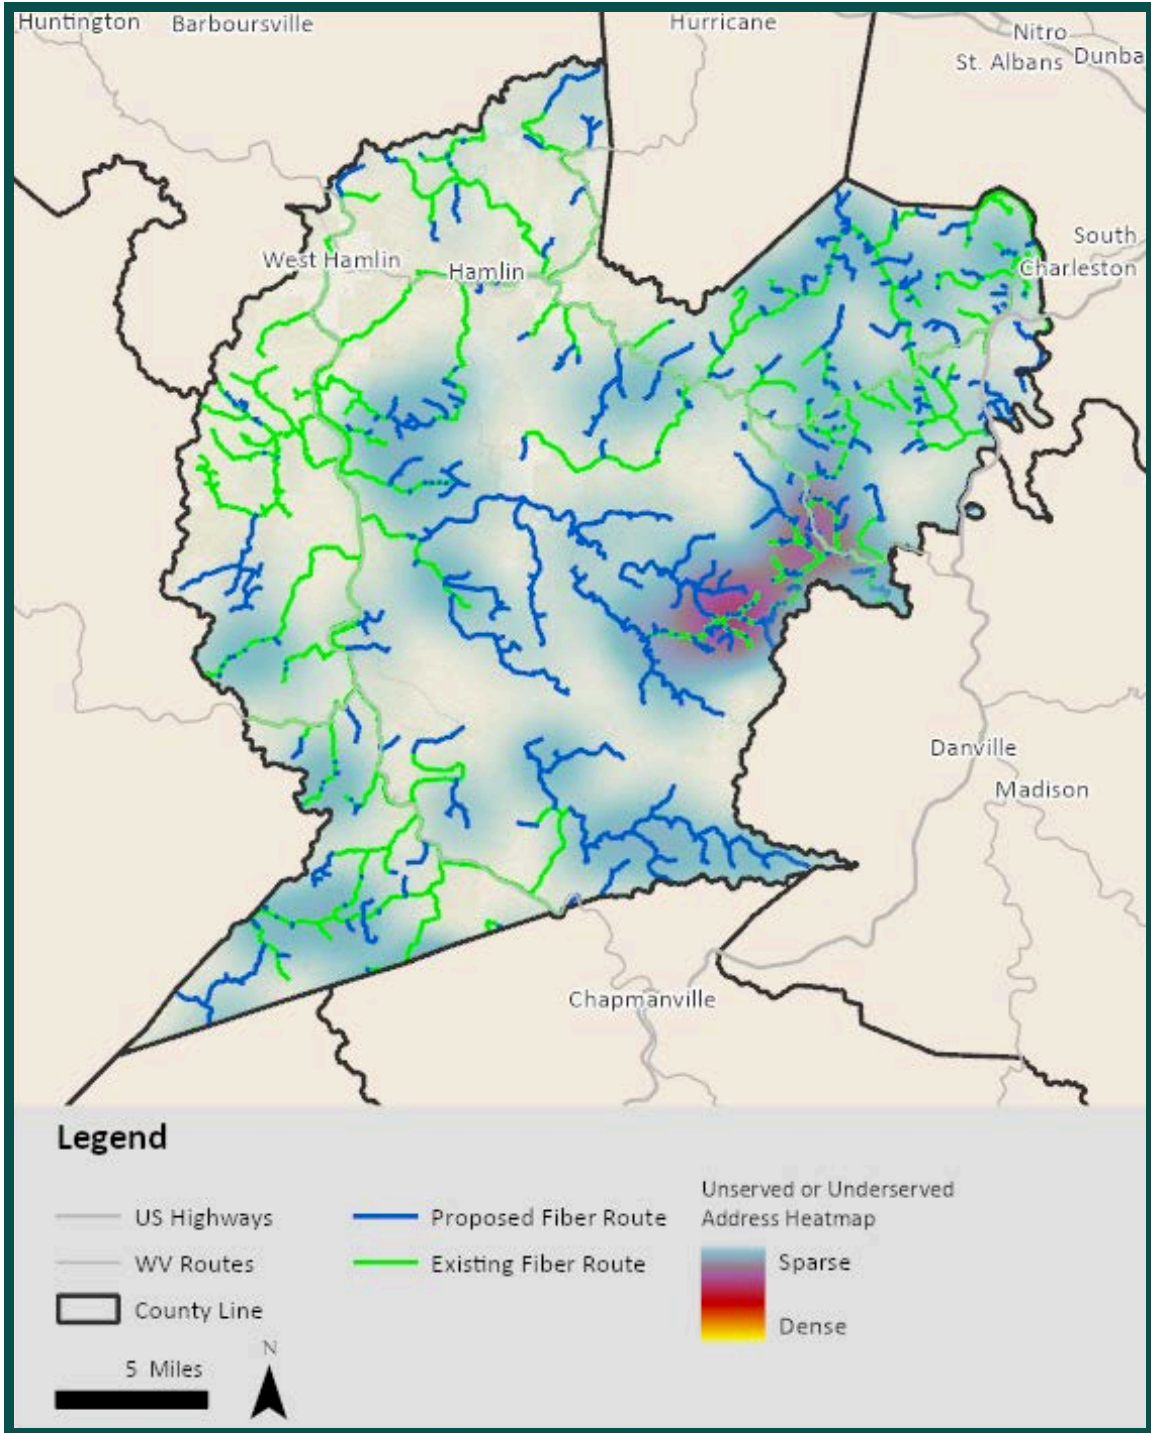 Huntington
Barboursville
Hurricane
Nitro
St. Albans
Dunba
South
Charleston
West Hamlin
Hamlin
Danville
Madison
Chapmanville
Legend
US Highways
WV Routes
County Line
Proposed Fiber Route
Existing Fiber Route
Unserved or Underserved
Address Heatmap
Sparse
Dense
5 Miles
N